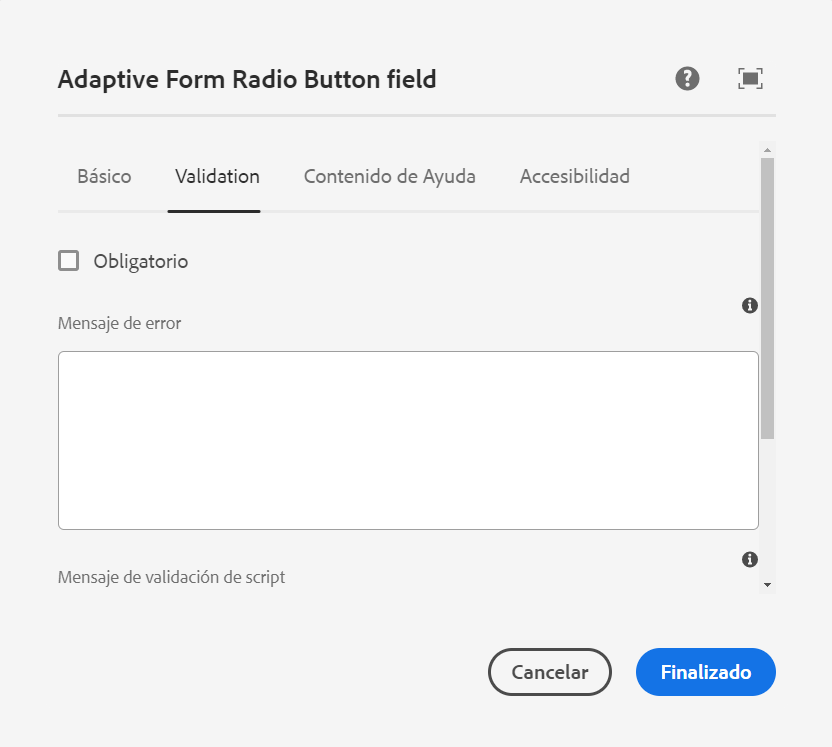 Adaptive Form Radio Button field
Básico Validation Contenido de Ayuda Accesibilidad
Obligatorio
Mensaje de error
Mensaje de validación de script
Cancelar Finalizado